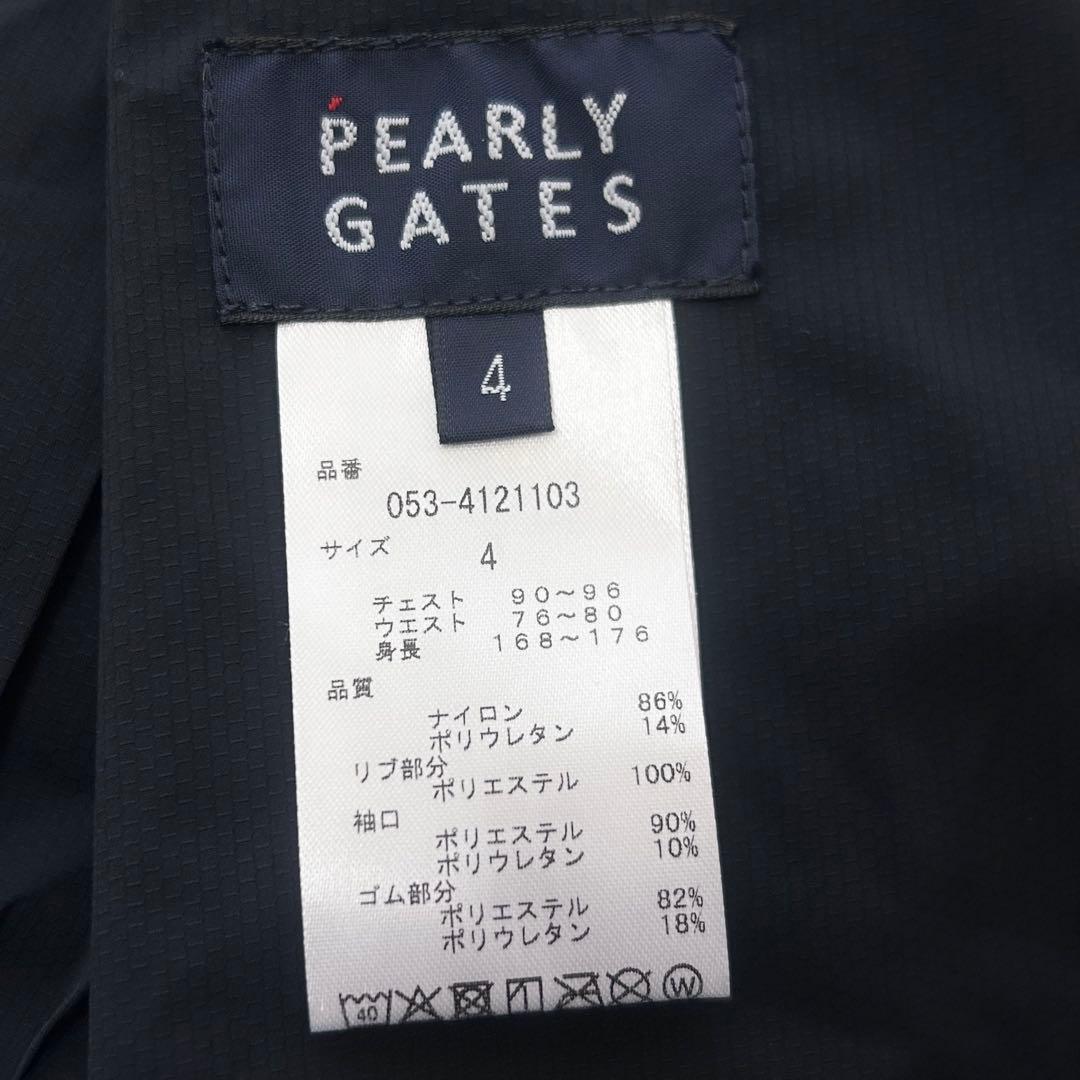 PEARLY
GATES
4
品番
053-4121103
サイズ 4
チェスト 90～96
ウエスト 76～80
身長 168～176
品質
ナイロン 86%
ポリウレタン 14%
リブ部分
ポリエステル 100%
袖口
ポリエステル 90%
ポリウレタン 10%
ゴム部分
ポリエステル 82%
ポリウレタン 18%
40 W